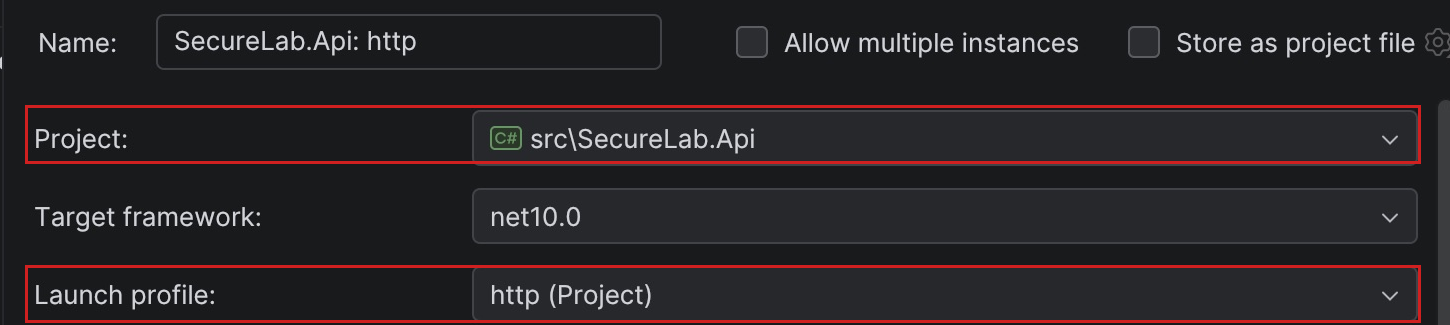 Name: SecureLab.Api: http Allow multiple instances Store as project file
Project: C# src\SecureLab.Api
Target framework: net10.0
Launch profile: http (Project)